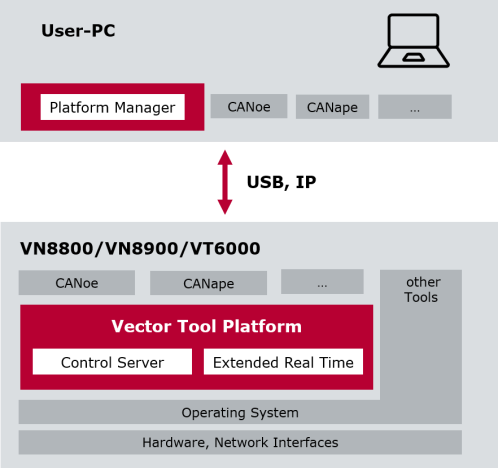 User-PC
Platform Manager
CANoe
CANape
...
USB, IP
VN8800/VN8900/VT6000
CANoe
CANape
...
other
Tools
Vector Tool Platform
Control Server
Extended Real Time
Operating System
Hardware, Network Interfaces